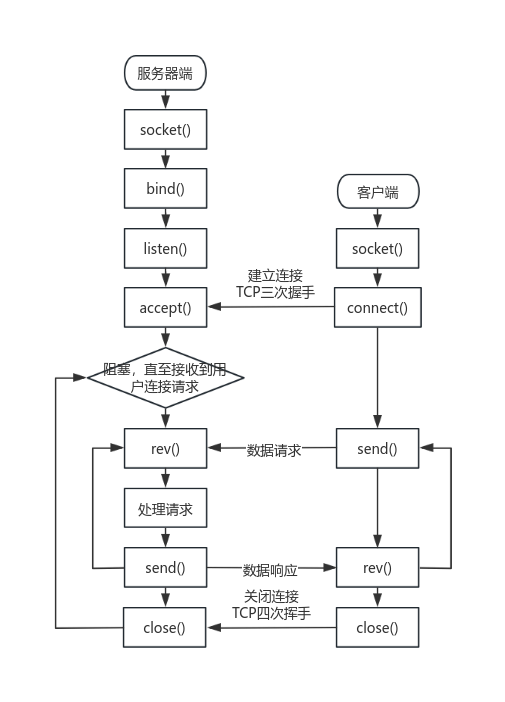 服务器端
socket()
bind()
客户端
listen()
socket()
建立连接
TCP三次握手
accept()
connect()
阻塞，直至接收到用
户连接请求
rev()
数据请求
send()
处理请求
send()
数据响应
rev()
关闭连接
TCP四次挥手
close()
close()